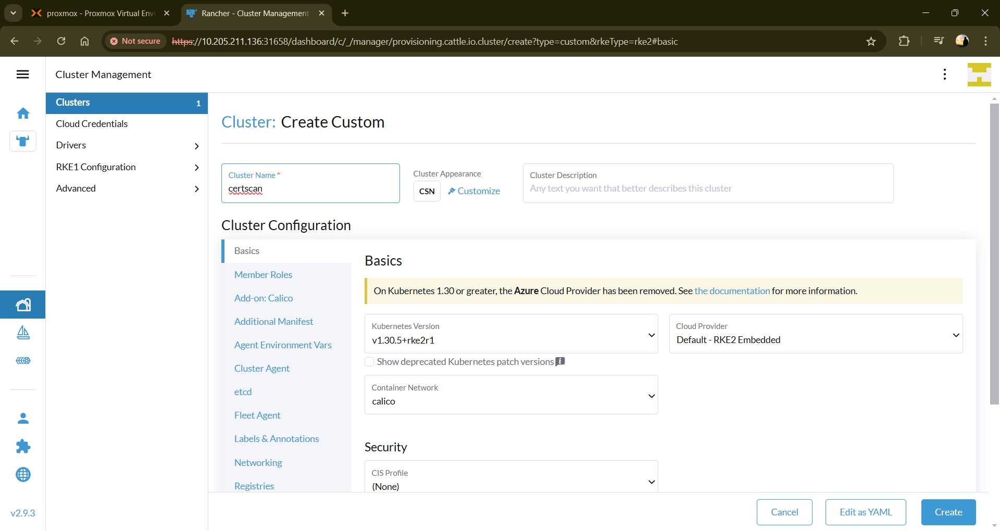 proxmox - Proxmox Virtual Envi
Rancher - Cluster Management
Not secure
https://10.205.211.136:31658/dashboard/c/_/manager/provisioning.cattle.io.cluster/create?type=custom&rkeType=rke2#basic
Cluster Management
Clusters 1
Cloud Credentials
Drivers
RKE1 Configuration
Advanced
v2.9.3
Cluster: Create Custom
Cluster Name *
certscan
Cluster Appearance
CSN Customize
Cluster Description
Any text you want that better describes this cluster
Cluster Configuration
Basics
Member Roles
Add-on: Calico
Additional Manifest
Agent Environment Vars
Cluster Agent
etcd
Fleet Agent
Labels & Annotations
Networking
Registries
Basics
On Kubernetes 1.30 or greater, the Azure Cloud Provider has been removed. See the documentation for more information.
Kubernetes Version
v1.30.5+rke2r1
Cloud Provider
Default - RKE2 Embedded
Show deprecated Kubernetes patch versions
Container Network
calico
Security
CIS Profile
(None)
Cancel
Edit as YAML
Create